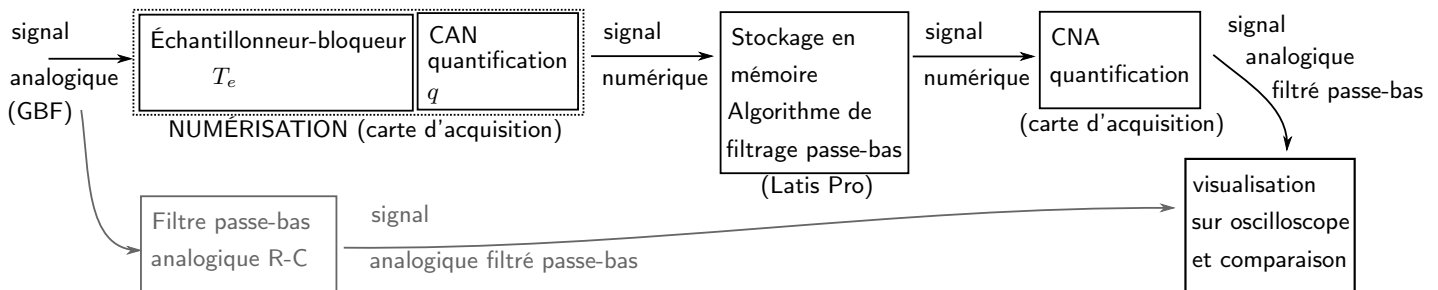 signal
analogique
(GBF)
Échantillonneur-bloqueur
T_e
CAN
quantification
q
NUMÉRISATION (carte d'acquisition)
signal
numérique
Stockage en
mémoire
Algorithme de
filtrage passe-bas
(Latis Pro)
signal
numérique
CNA
quantification
(carte d'acquisition)
signal
analogique
filtré passe-bas
Filtre passe-bas
analogique R-C
signal
analogique filtré passe-bas
visualisation
sur oscilloscope
et comparaison